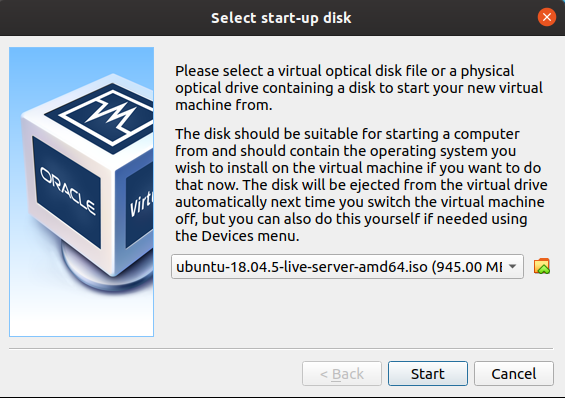 Select start-up disk
Please select a virtual optical disk file or a physical
optical drive containing a disk to start your new virtual
machine from.
The disk should be suitable for starting a computer
from and should contain the operating system you
wish to install on the virtual machine if you want to do
that now. The disk will be ejected from the virtual drive
automatically next time you switch the virtual machine
off, but you can also do this yourself if needed using
the Devices menu.
ORACLE
Virtu
ubuntu-18.04.5-live-server-amd64.iso (945.00 ME
< Back
Start
Cancel